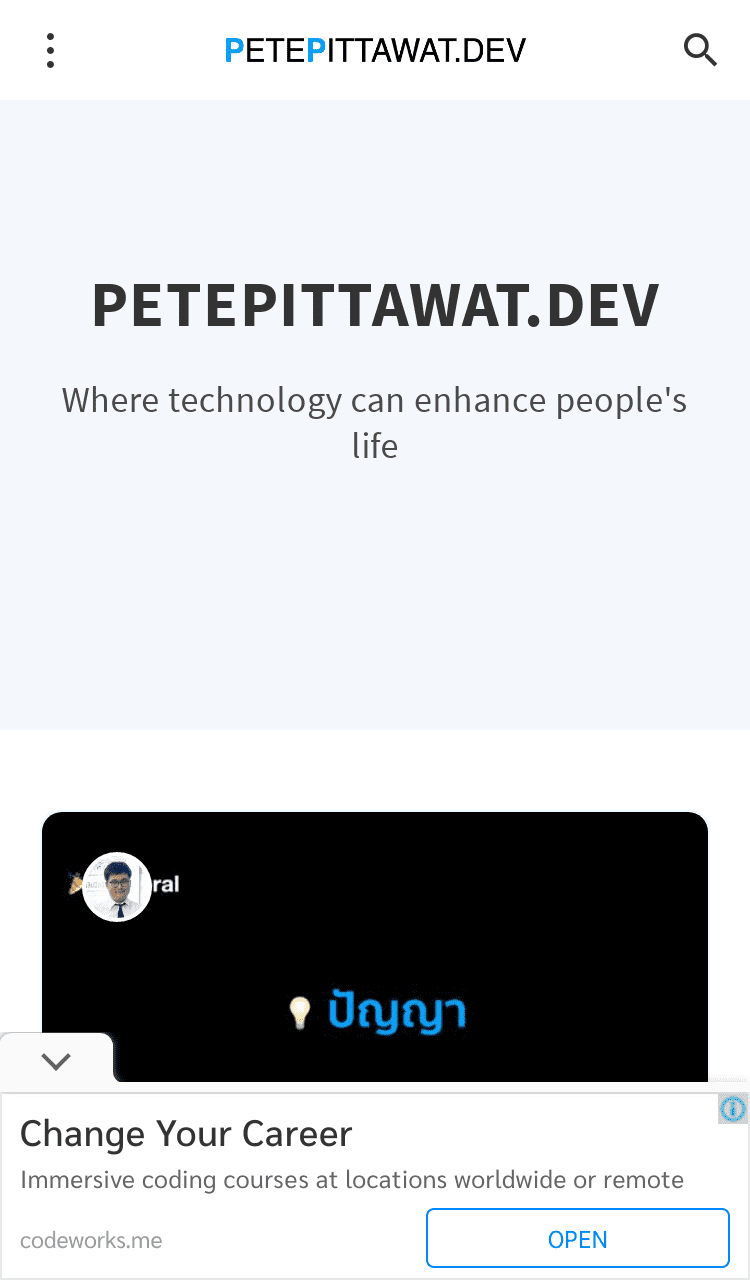 PETEPITTAWAT.DEV
PETEPITTAWAT.DEV
Where technology can enhance people's
life
ral
ปัญญา
Change Your Career
Immersive coding courses at locations worldwide or remote
codeworks.me
OPEN